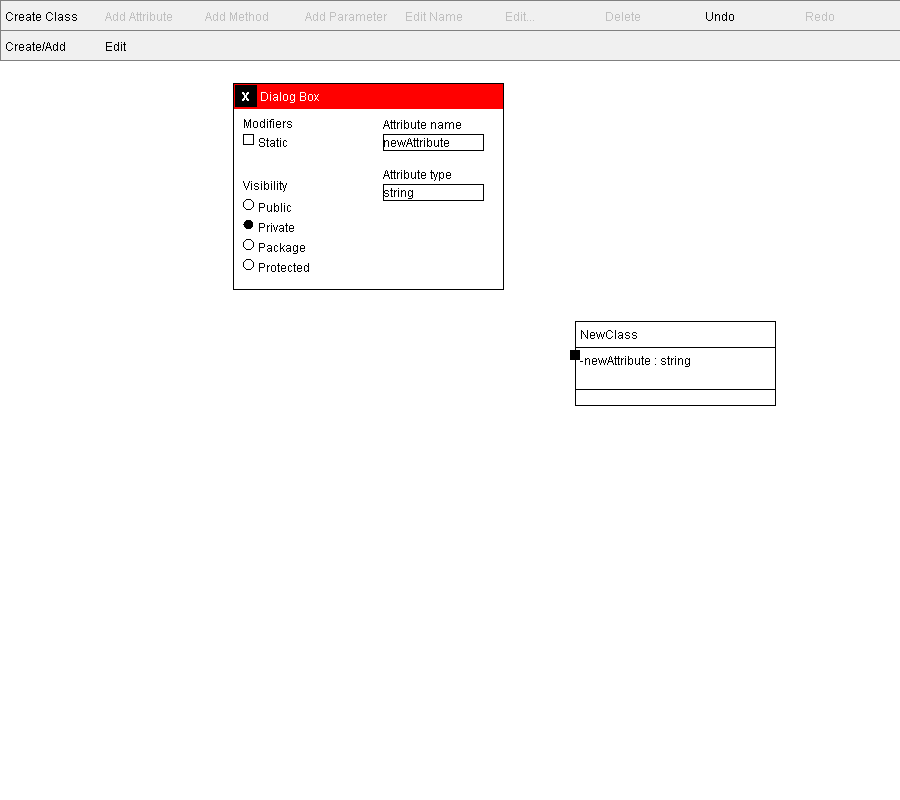 Create Class Add Attribute Add Method Add Parameter Edit Name Edit... Delete Undo Redo
Create/Add Edit
X Dialog Box
Modifiers
Static
Visibility
Public
Private
Package
Protected
Attribute name
newAttribute
Attribute type
string
NewClass
-newAttribute : string